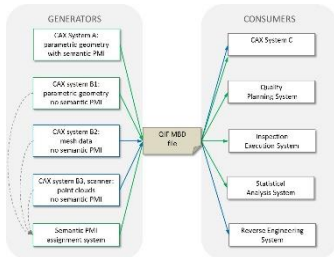 GENERATORS
CONSUMERS
CAX System A:
parametric geometry
with semantic PMI
CAX system B1:
parametric geometry
no semantic PMI
CAX system B2:
mesh data
no semantic PMI
CAX system B3, scanner:
point clouds
no semantic PMI
Semantic PMI
assignment system
QIF MBD
file
CAX System C
Quality
Planning System
Inspection
Execution System
Statistical
Analysis System
Reverse Engineering
System